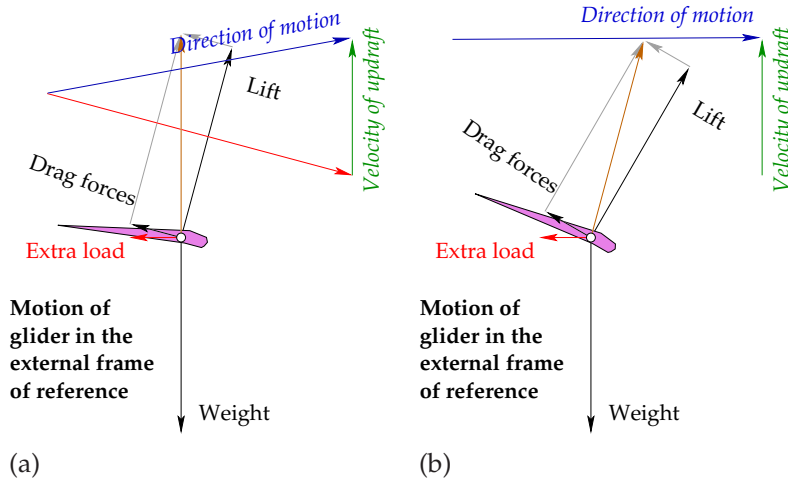 Direction of motion
Velocity of updraft
Lift
Drag forces
Extra load
Motion of
glider in the
external frame
of reference
Weight
(a)
Direction of motion
Velocity of updraft
Lift
Drag forces
Extra load
Motion of
glider in the
external frame
of reference
Weight
(b)